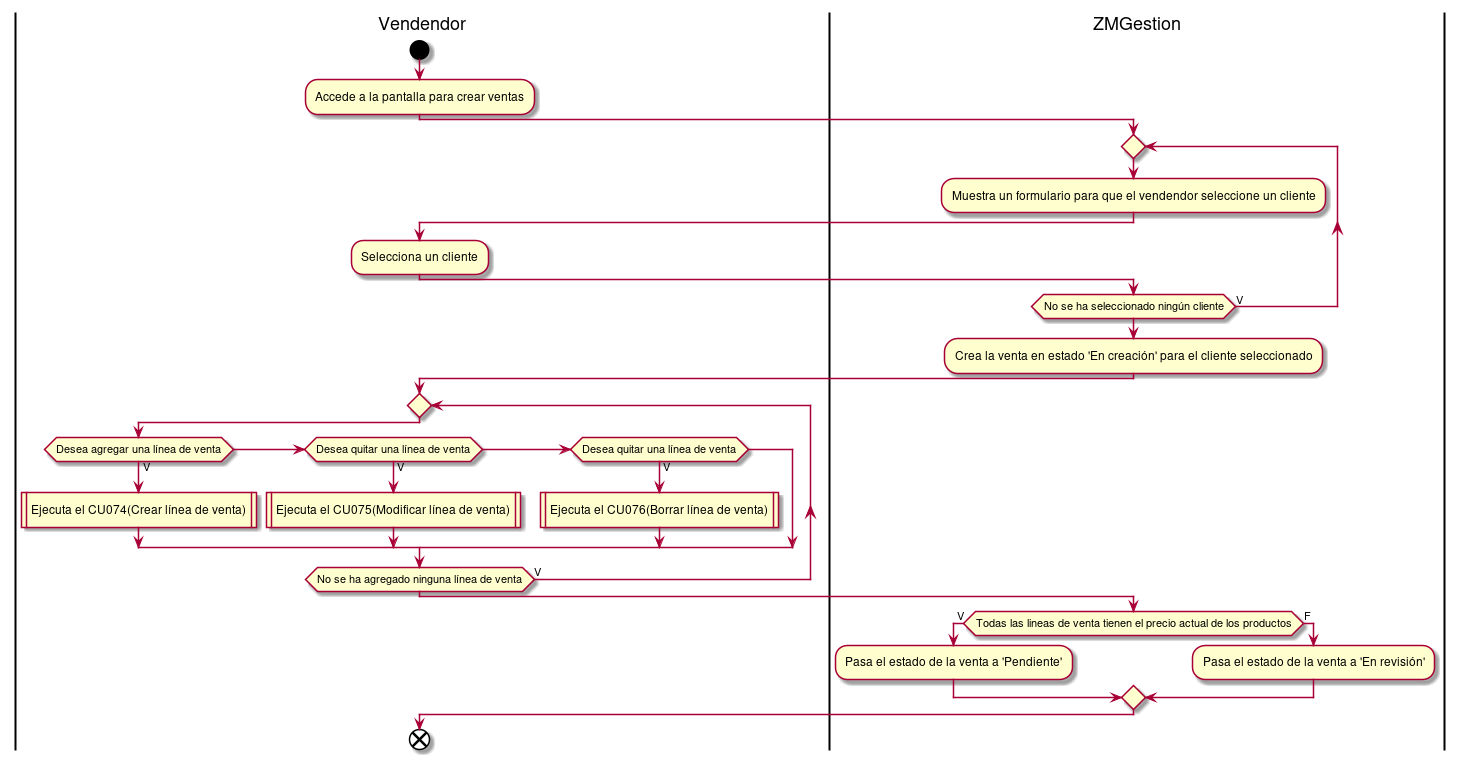 Vendendor
ZMGestion
Accede a la pantalla para crear ventas
Muestra un formulario para que el vendendor seleccione un cliente
Selecciona un cliente
No se ha seleccionado ningún cliente
V
Crea la venta en estado 'En creación' para el cliente seleccionado
Desea agregar una línea de venta
Desea quitar una línea de venta
Desea quitar una línea de venta
V
V
V
Ejecuta el CU074(Crear línea de venta)
Ejecuta el CU075(Modificar línea de venta)
Ejecuta el CU076(Borrar línea de venta)
No se ha agregado ninguna línea de venta
V
V
Todas las lineas de venta tienen el precio actual de los productos
F
Pasa el estado de la venta a 'Pendiente'
Pasa el estado de la venta a 'En revisión'